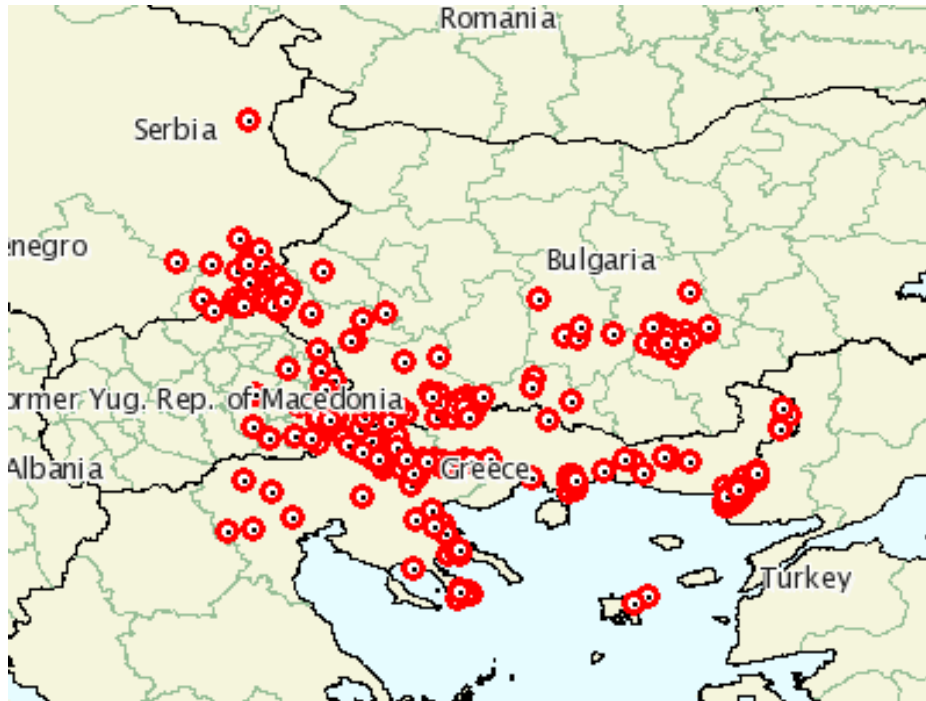 Romania
Serbia
enegro
Bulgaria
ormer Yug. Rep. of Macedonia
Albania
Greece
Turkey